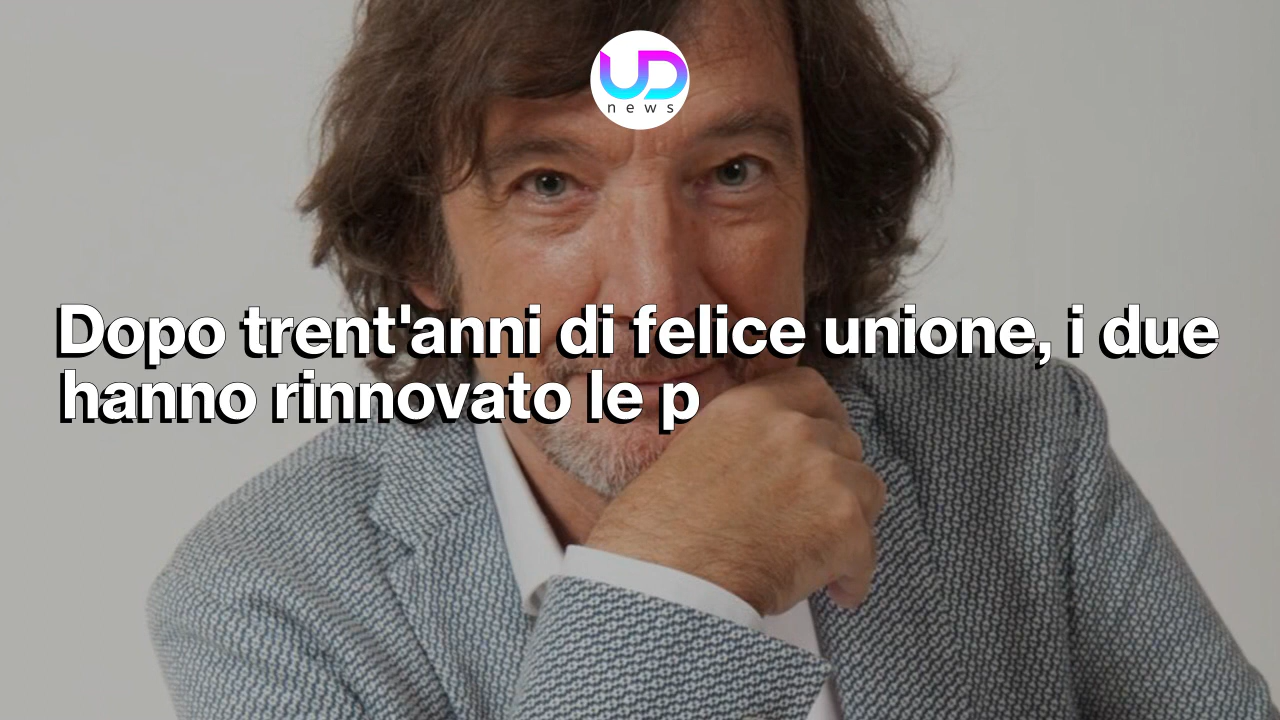 UD
news
Dopo trent'anni di felice unione, i due
hanno rinnovato le p